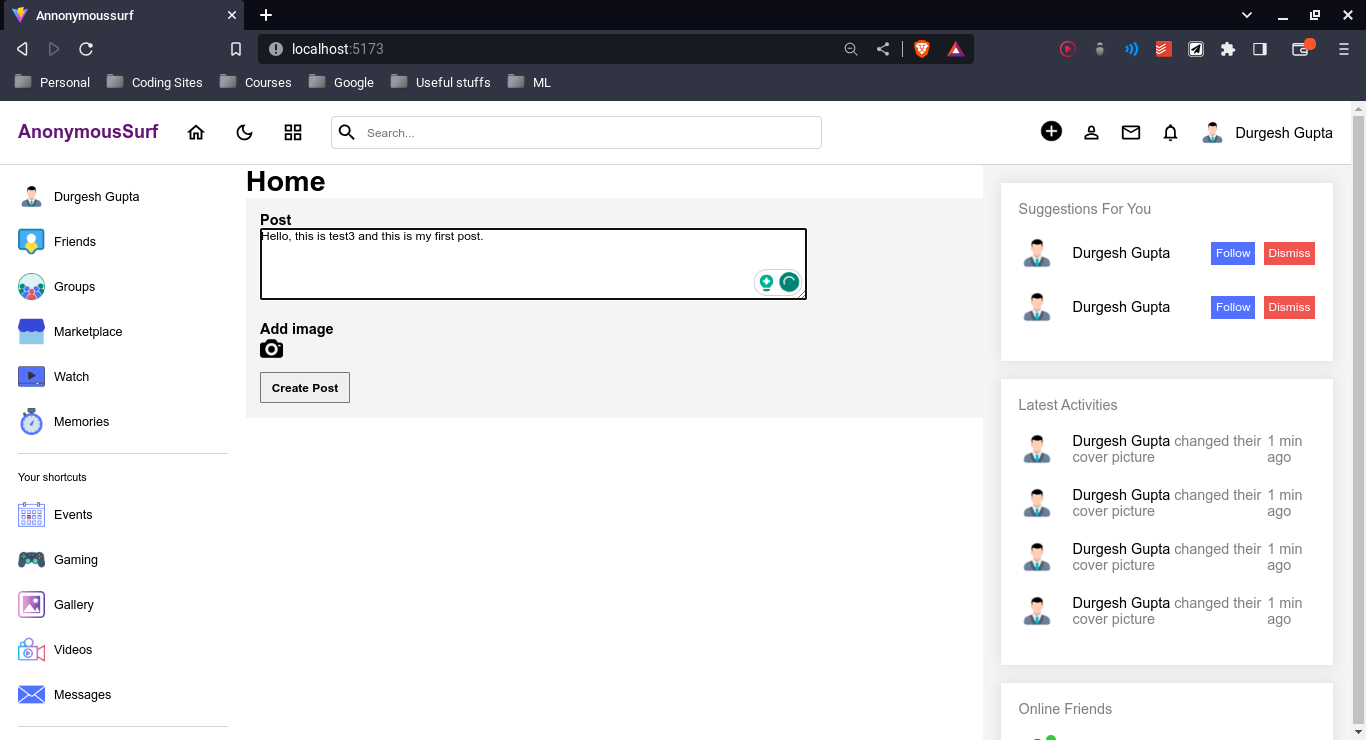 Annonymoussurf
localhost:5173
Personal Coding Sites Courses Google Useful stuffs ML
AnonymousSurf
Search...
Durgesh Gupta
Durgesh Gupta
Friends
Groups
Marketplace
Watch
Memories
Your shortcuts
Events
Gaming
Gallery
Videos
Messages
Home
Post
Hello, this is test3 and this is my first post.
Add image
Create Post
Suggestions For You
Durgesh Gupta Follow Dismiss
Durgesh Gupta Follow Dismiss
Latest Activities
Durgesh Gupta changed their 1 min
cover picture ago
Durgesh Gupta changed their 1 min
cover picture ago
Durgesh Gupta changed their 1 min
cover picture ago
Durgesh Gupta changed their 1 min
cover picture ago
Online Friends